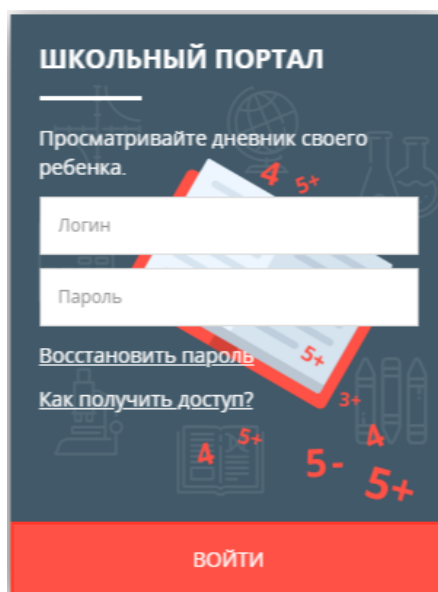 ШКОЛЬНЫЙ ПОРТАЛ
Просматривайте дневник своего
ребенка.
4
5+
Логин
Пароль
Восстановить пароль
5+
Как получить доступ?
3+
4
5+
4
5-
5+
ВОЙТИ